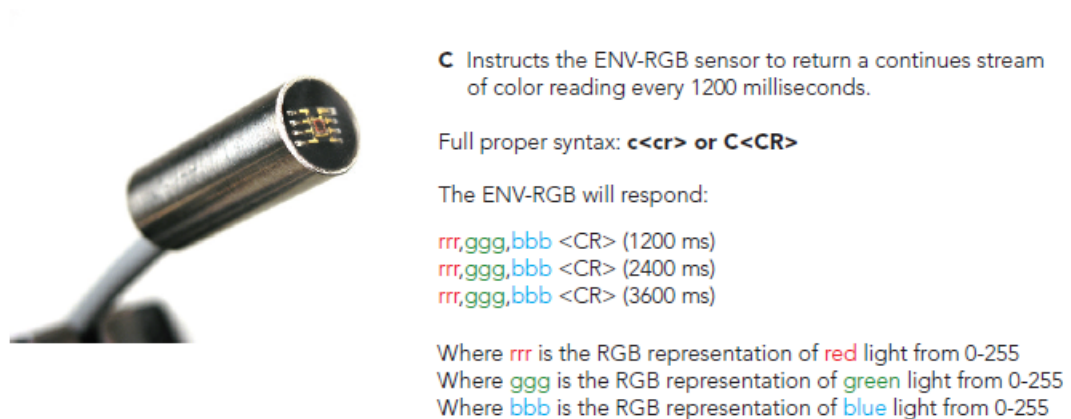 C Instructs the ENV-RGB sensor to return a continues stream
of color reading every 1200 milliseconds.
Full proper syntax: c<cr> or C<CR>
The ENV-RGB will respond:
rrr,ggg,bbb <CR> (1200 ms)
rrr,ggg,bbb <CR> (2400 ms)
rrr,ggg,bbb <CR> (3600 ms)
Where rrr is the RGB representation of red light from 0-255
Where ggg is the RGB representation of green light from 0-255
Where bbb is the RGB representation of blue light from 0-255